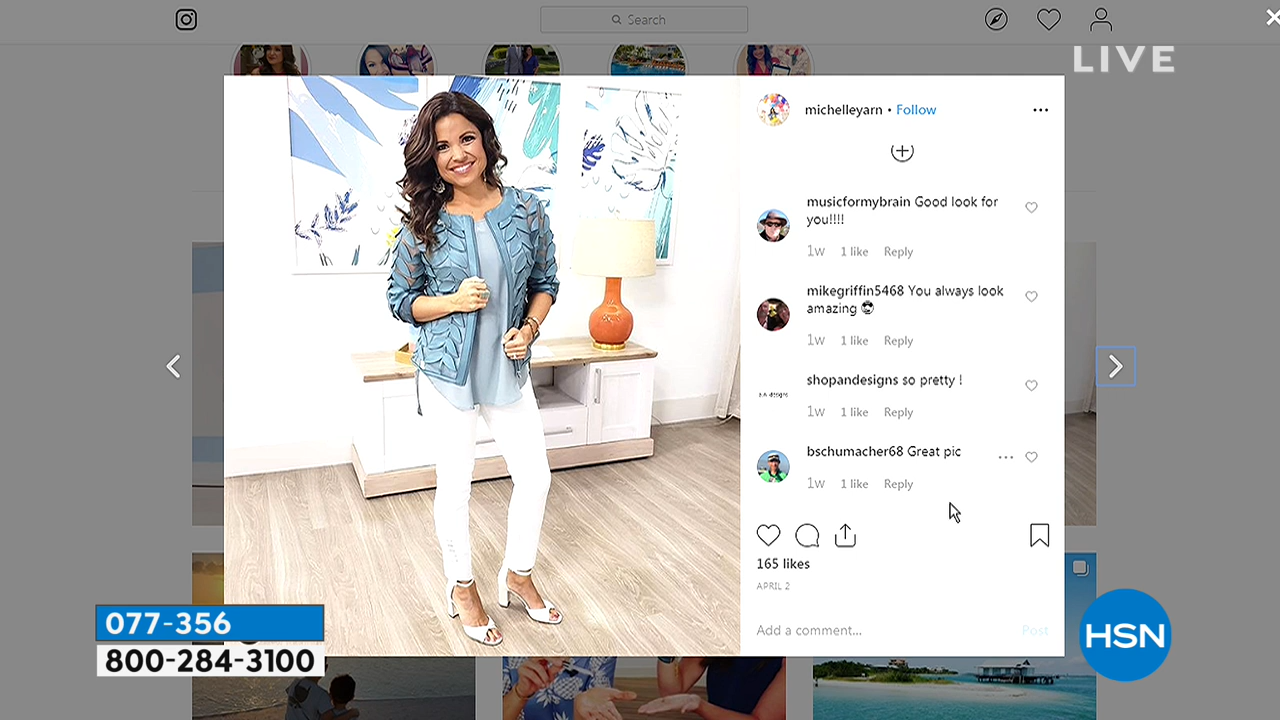 Search
LIVE
michelleyarn • Follow
musicformybrain Good look for
you!!!!
1w 1 like Reply
mikegriffin5468 You always look
amazing 😎
1w 1 like Reply
shopandesigns so pretty !
1w 1 like Reply
bschumacher68 Great pic
1w 1 like Reply
165 likes
APRIL 2
Add a comment... Post
077-356
800-284-3100
HSN